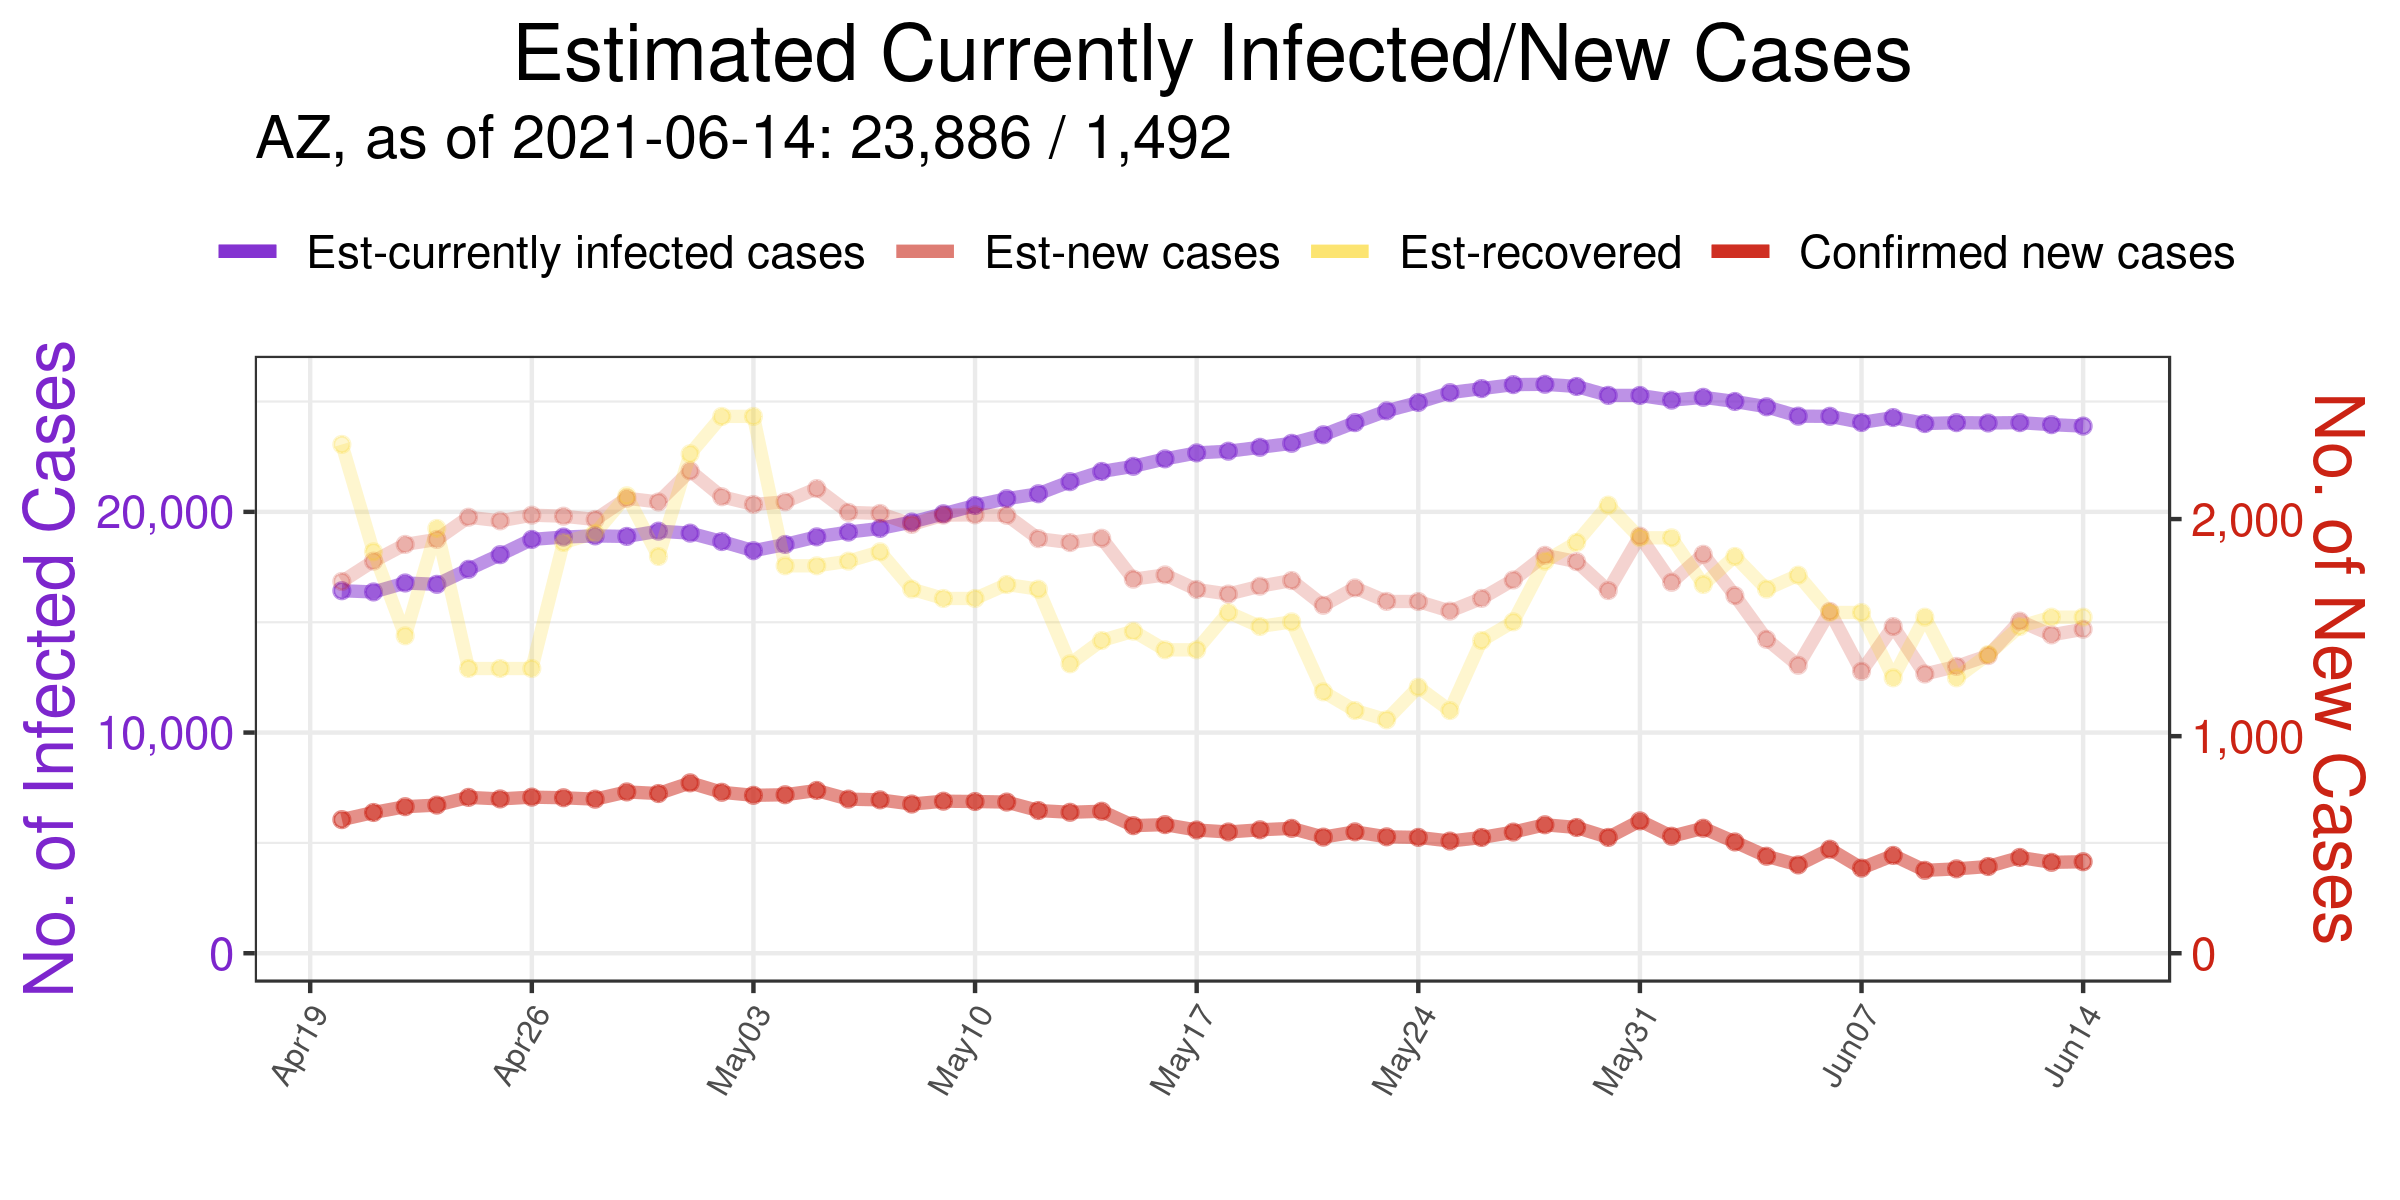 Estimated Currently Infected/New Cases
AZ, as of 2021-06-14: 23,886 / 1,492
Est-currently infected cases Est-new cases Est-recovered Confirmed new cases
No. of Infected Cases
20,000
10,000
0
No. of New Cases
2,000
1,000
0
Apr19 Apr26 May03 May10 May17 May24 May31 Jun07 Jun14